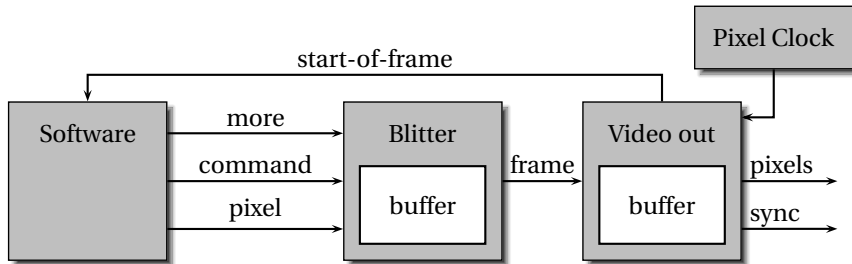 Pixel Clock
start-of-frame
Software
more
command
pixel
Blitter
buffer
frame
Video out
buffer
pixels
sync